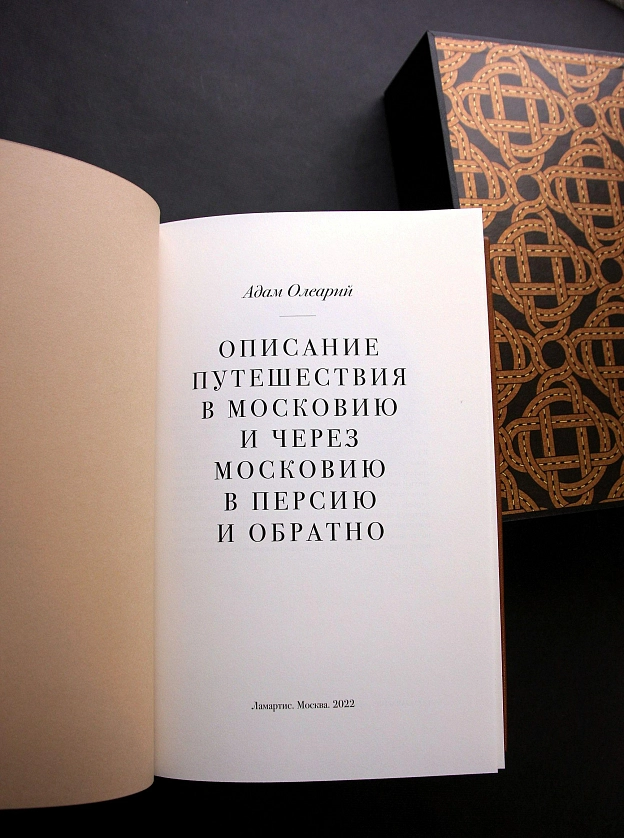 Адам Олеарий
ОПИСАНИЕ
ПУТЕШЕСТВИЯ
В МОСКОВИЮ
И ЧЕРЕЗ
МОСКОВИЮ
В ПЕРСИЮ
И ОБРАТНО
Ламартис. Москва. 2022